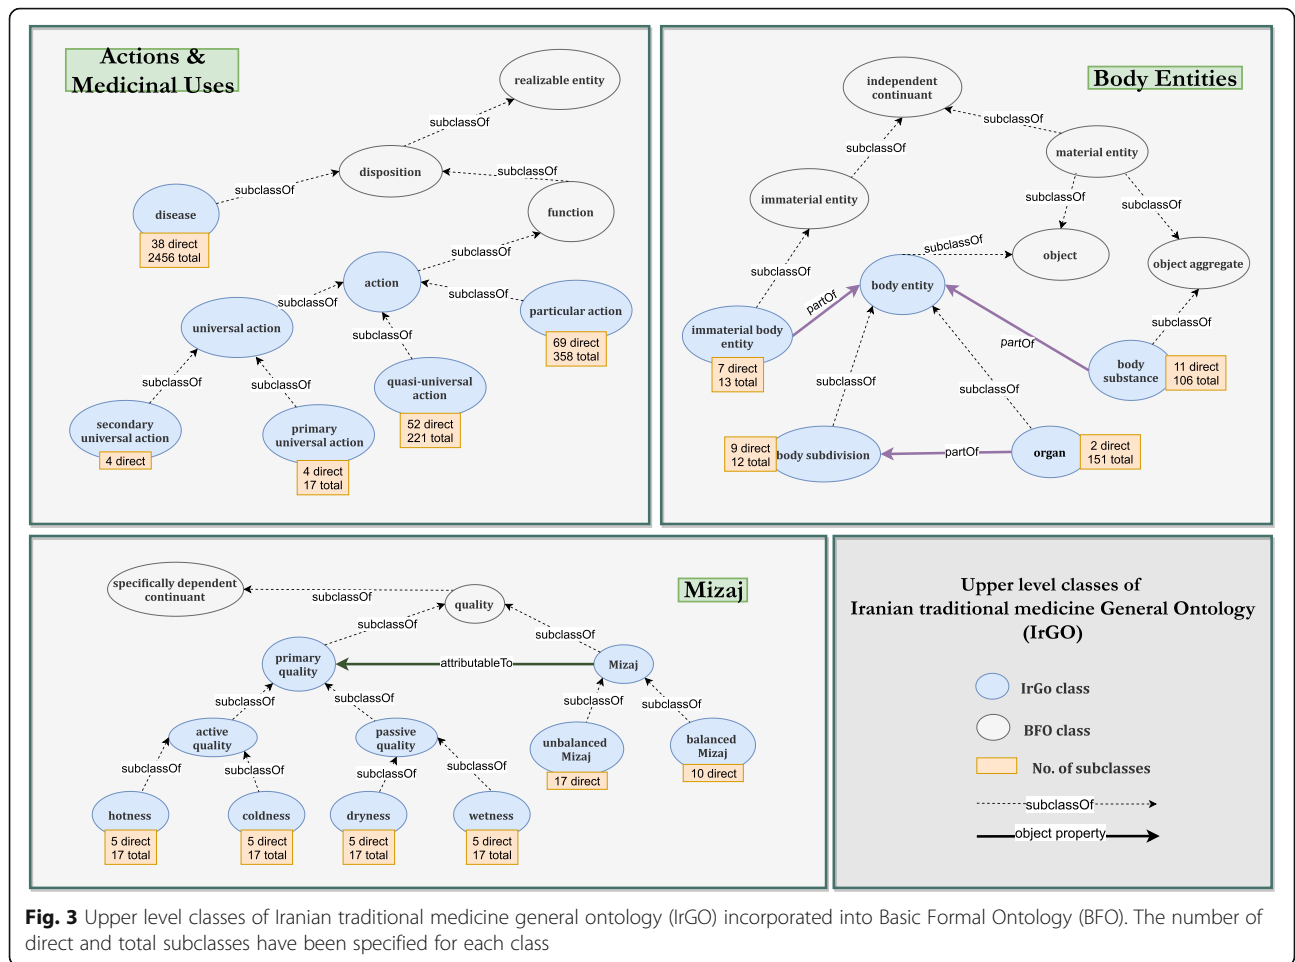 Actions &
Medicinal Uses
realizable entity
subclassOf
disposition
subclassOf
subclassOf
disease
38 direct
2456 total
function
subclassOf
action
subclassOf
subclassOf
particular action
69 direct
358 total
universal action
subclassOf
quasi-universal
action
52 direct
221 total
subclassOf
subclassOf
secondary
universal action
4 direct
primary
universal action
4 direct
17 total
Body Entities
independent
continuant
subclassOf
subclassOf
material entity
immaterial entity
subclassOf
subclassOf
subclassOf
object
object aggregate
subclassOf
body entity
partOf
immaterial body
entity
7 direct
13 total
subclassOf
partOf
body
substance
11 direct
106 total
subclassOf
subclassOf
9 direct
12 total
body subdivision
partOf
organ
2 direct
151 total
Mizaj
specifically dependent
continuant
subclassOf
quality
subclassOf
subclassOf
primary
quality
attributableTo
Mizaj
subclassOf
subclassOf
subclassOf
subclassOf
active
quality
passive
quality
unbalanced
Mizaj
17 direct
balanced
Mizaj
10 direct
subclassOf
subclassOf
subclassOf
subclassOf
hotness
5 direct
17 total
coldness
5 direct
17 total
dryness
5 direct
17 total
wetness
5 direct
17 total
Upper level classes of
Iranian traditional medicine General Ontology
(IrGO)
IrGo class
BFO class
No. of subclasses
subclassOf
object property
Fig. 3 Upper level classes of Iranian traditional medicine general ontology (IrGO) incorporated into Basic Formal Ontology (BFO). The number of
direct and total subclasses have been specified for each class